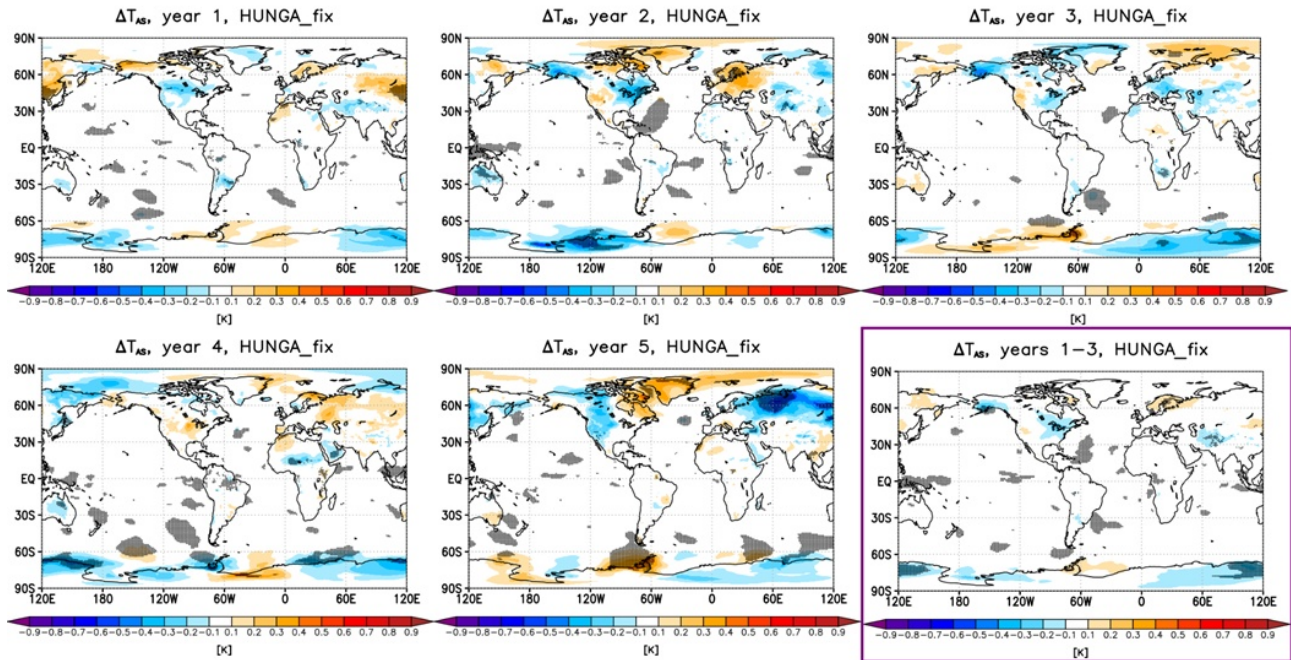 ΔT_AS, year 1, HUNGA_fix
90N
60N
30N
EQ
30S
60S
90S
120E 180 120W 60W 0 60E 120E
−0.9−0.8−0.7−0.6−0.5−0.4−0.3−0.2−0.1 0.1 0.2 0.3 0.4 0.5 0.6 0.7 0.8 0.9
[K]
ΔT_AS, year 2, HUNGA_fix
90N
60N
30N
EQ
30S
60S
90S
120E 180 120W 60W 0 60E 120E
−0.9−0.8−0.7−0.6−0.5−0.4−0.3−0.2−0.1 0.1 0.2 0.3 0.4 0.5 0.6 0.7 0.8 0.9
[K]
ΔT_AS, year 3, HUNGA_fix
90N
60N
30N
EQ
30S
60S
90S
120E 180 120W 60W 0 60E 120E
−0.9−0.8−0.7−0.6−0.5−0.4−0.3−0.2−0.1 0.1 0.2 0.3 0.4 0.5 0.6 0.7 0.8 0.9
[K]
ΔT_AS, year 4, HUNGA_fix
90N
60N
30N
EQ
30S
60S
90S
120E 180 120W 60W 0 60E 120E
−0.9−0.8−0.7−0.6−0.5−0.4−0.3−0.2−0.1 0.1 0.2 0.3 0.4 0.5 0.6 0.7 0.8 0.9
[K]
ΔT_AS, year 5, HUNGA_fix
90N
60N
30N
EQ
30S
60S
90S
120E 180 120W 60W 0 60E 120E
−0.9−0.8−0.7−0.6−0.5−0.4−0.3−0.2−0.1 0.1 0.2 0.3 0.4 0.5 0.6 0.7 0.8 0.9
[K]
ΔT_AS, years 1−3, HUNGA_fix
90N
60N
30N
EQ
30S
60S
90S
120E 180 120W 60W 0 60E 120E
−0.9−0.8−0.7−0.6−0.5−0.4−0.3−0.2−0.1 0.1 0.2 0.3 0.4 0.5 0.6 0.7 0.8 0.9
[K]